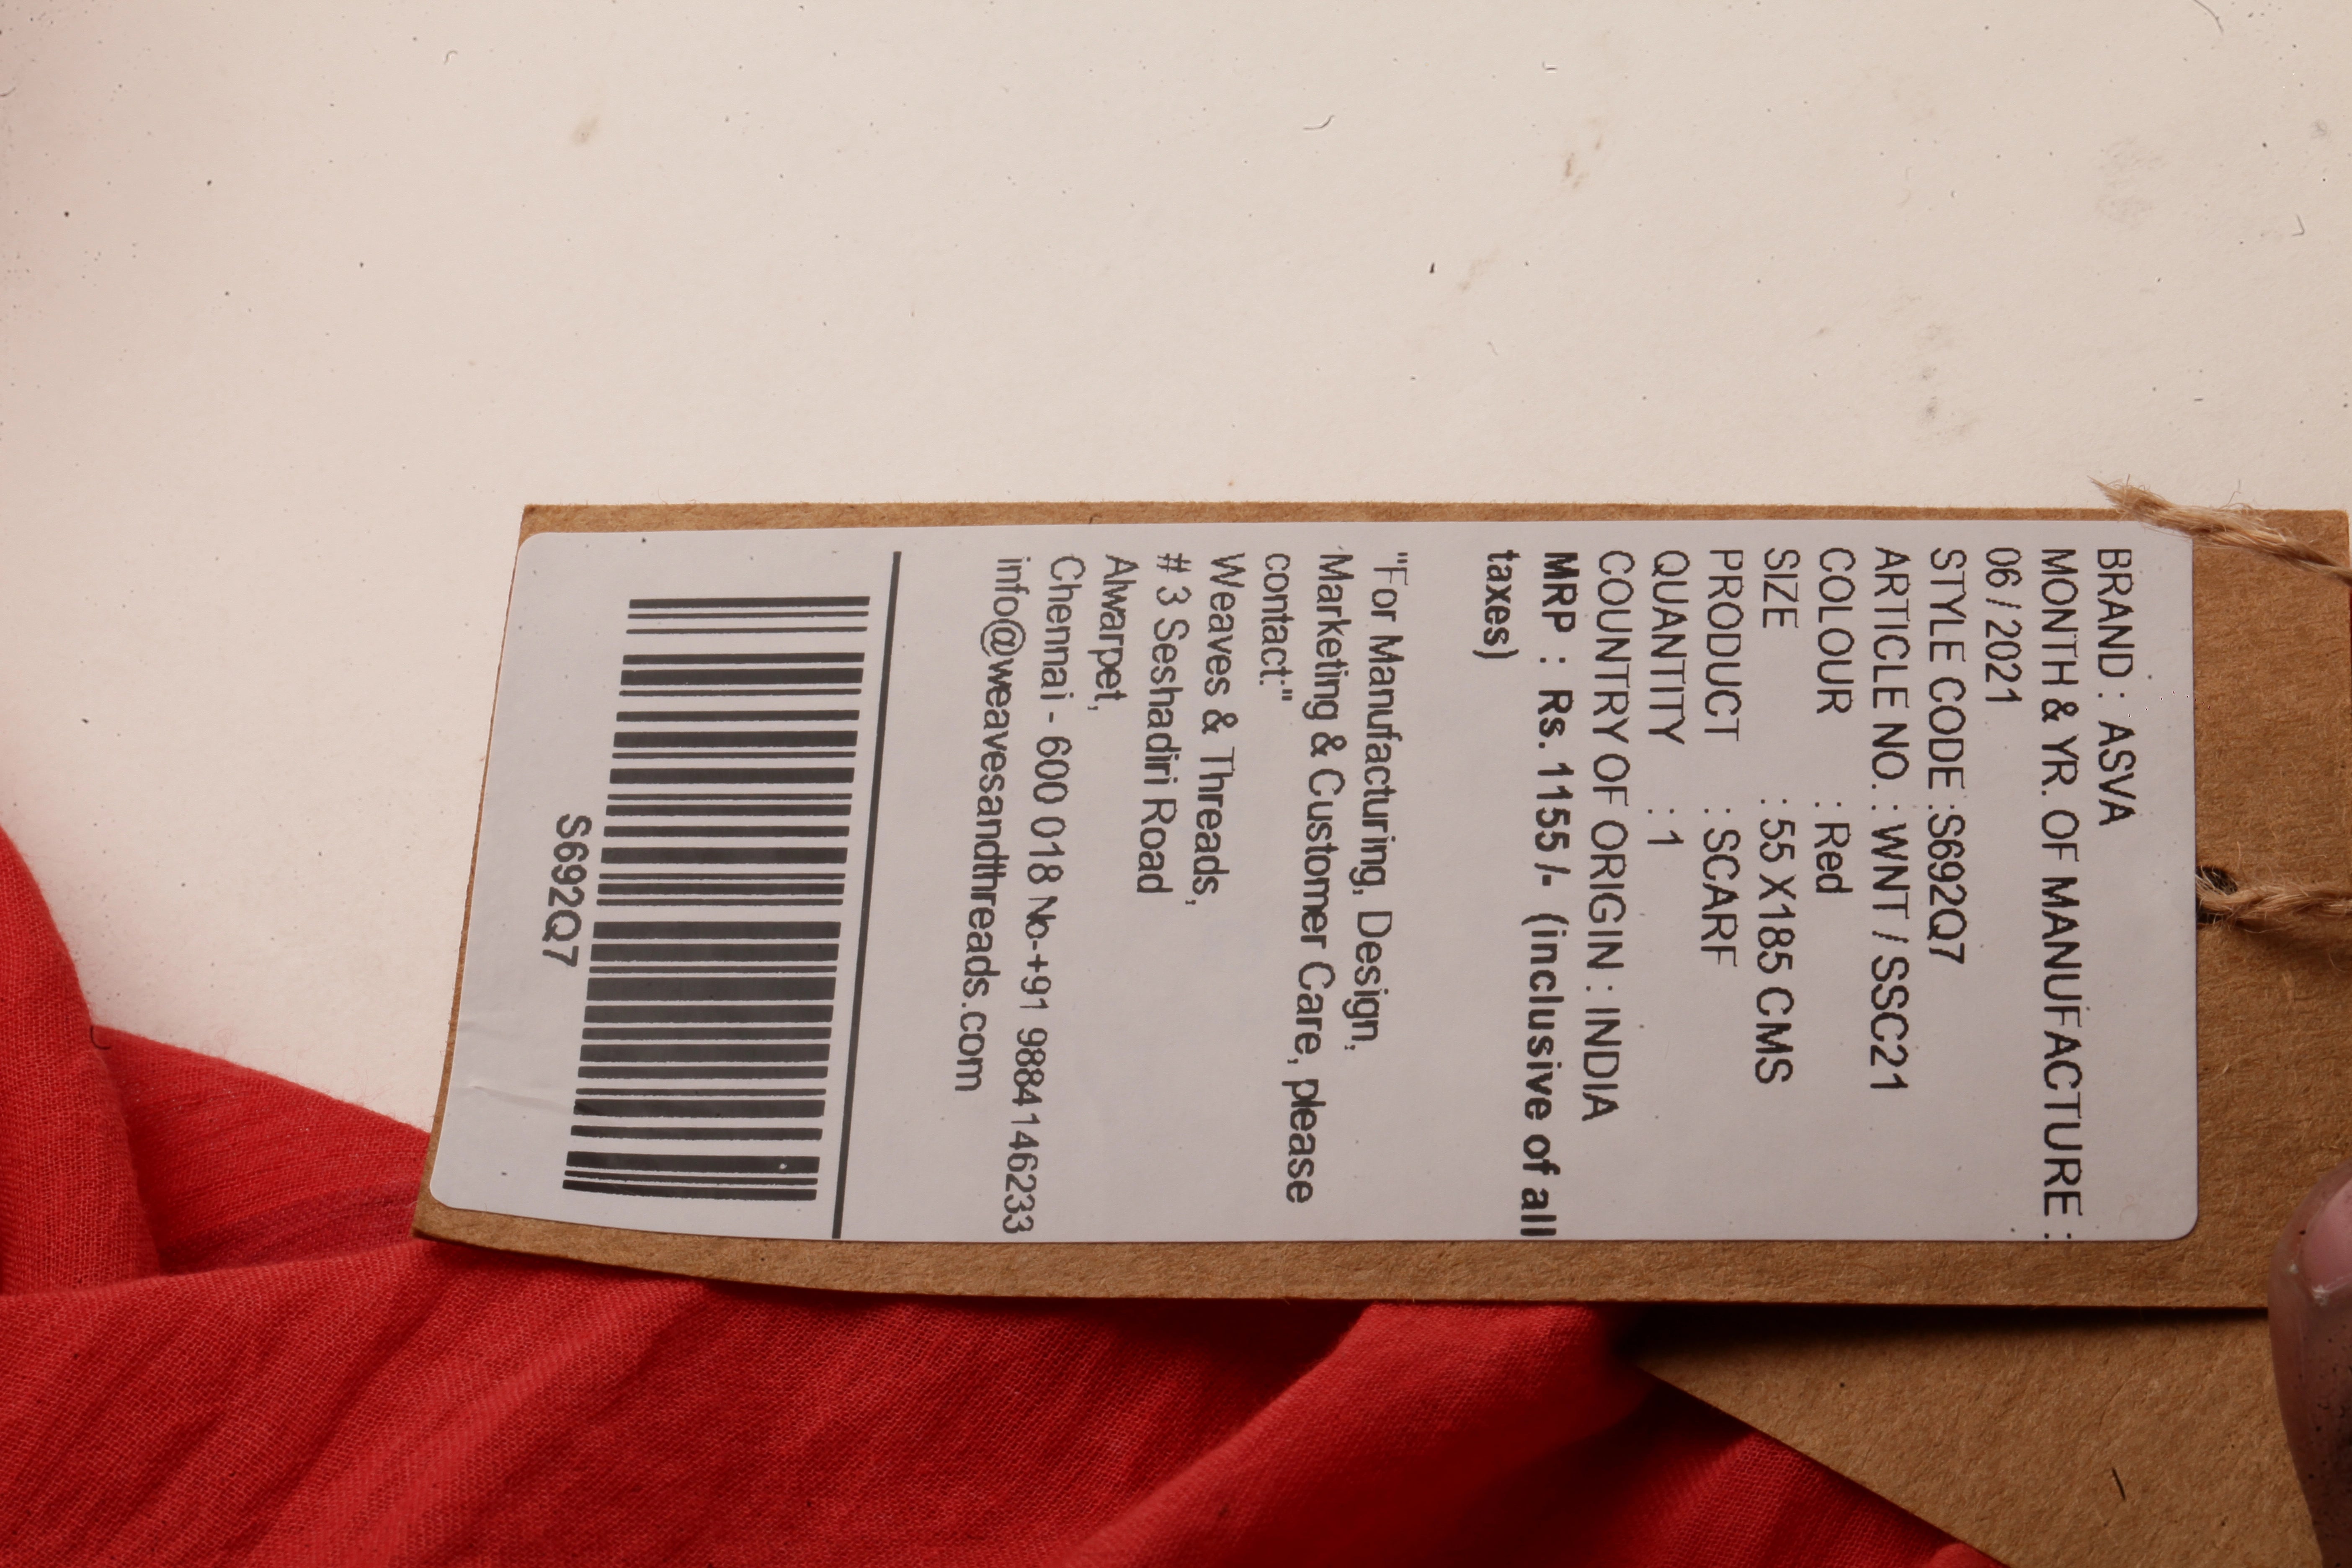 BRAND : ASVA
MONTH & YR. OF MANUFACTURE :
06 / 2021
STYLE CODE :S692Q7
ARTICLE NO. : WNT / SSC21
COLOUR : Red
SIZE : 55 X185 CMS
PRODUCT : SCARF
QUANTITY : 1
COUNTRY OF ORIGIN : INDIA
MRP : Rs. 1155 /- (inclusive of all
taxes)
"For Manufacturing, Design,
Marketing & Customer Care, please
contact:"
Weaves & Threads,
# 3 Seshadiri Road
Alwarpet,
Chennai - 600 018 No-+91 9884146233
info@weavesandthreads.com
S692Q7